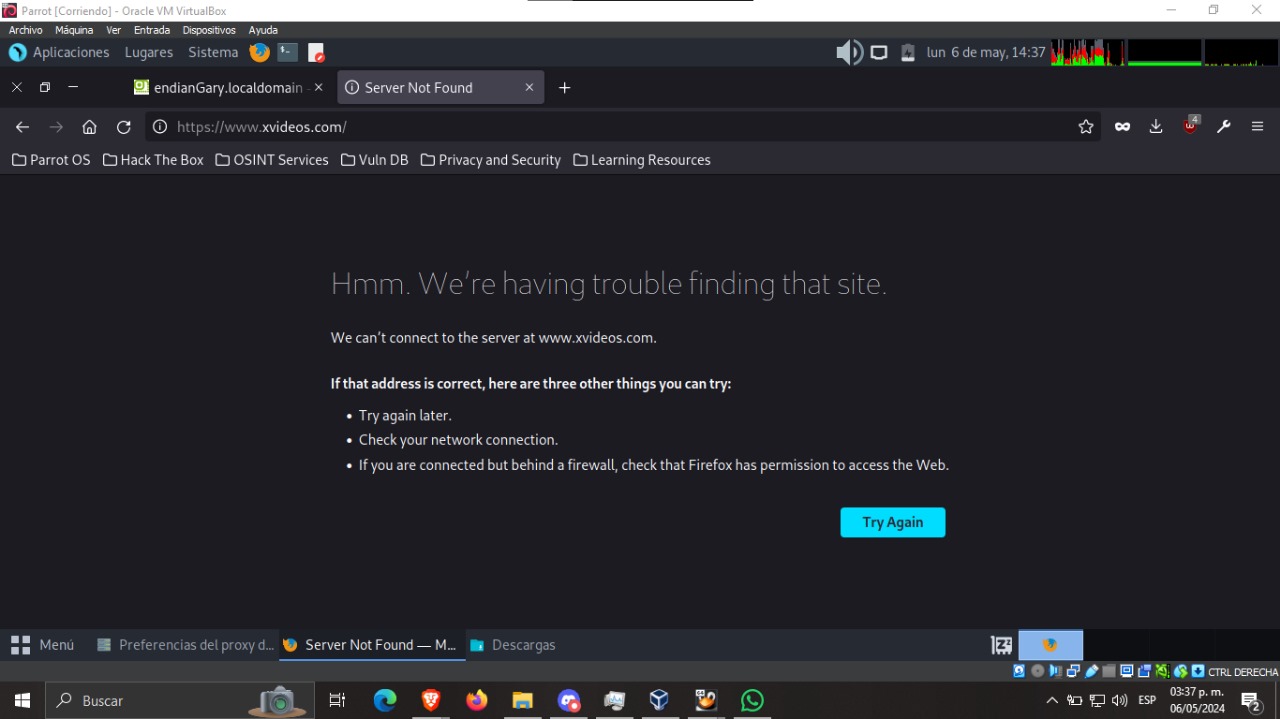 Parrot [Corriendo] - Oracle VM VirtualBox
Archivo Máquina Ver Entrada Dispositivos Ayuda
Aplicaciones Lugares Sistema lun 6 de may, 14:37
endianGary.localdomain - Server Not Found
https://www.xvideos.com/ 4
Parrot OS Hack The Box OSINT Services Vuln DB Privacy and Security Learning Resources
Hmm. We're having trouble finding that site.
We can't connect to the server at www.xvideos.com.
If that address is correct, here are three other things you can try:
• Try again later.
• Check your network connection.
• If you are connected but behind a firewall, check that Firefox has permission to access the Web.
Try Again
Menú Preferencias del proxy d... Server Not Found — M... Descargas
CTRL DERECHA
Buscar ESP 03:37 p. m.
06/05/2024 2